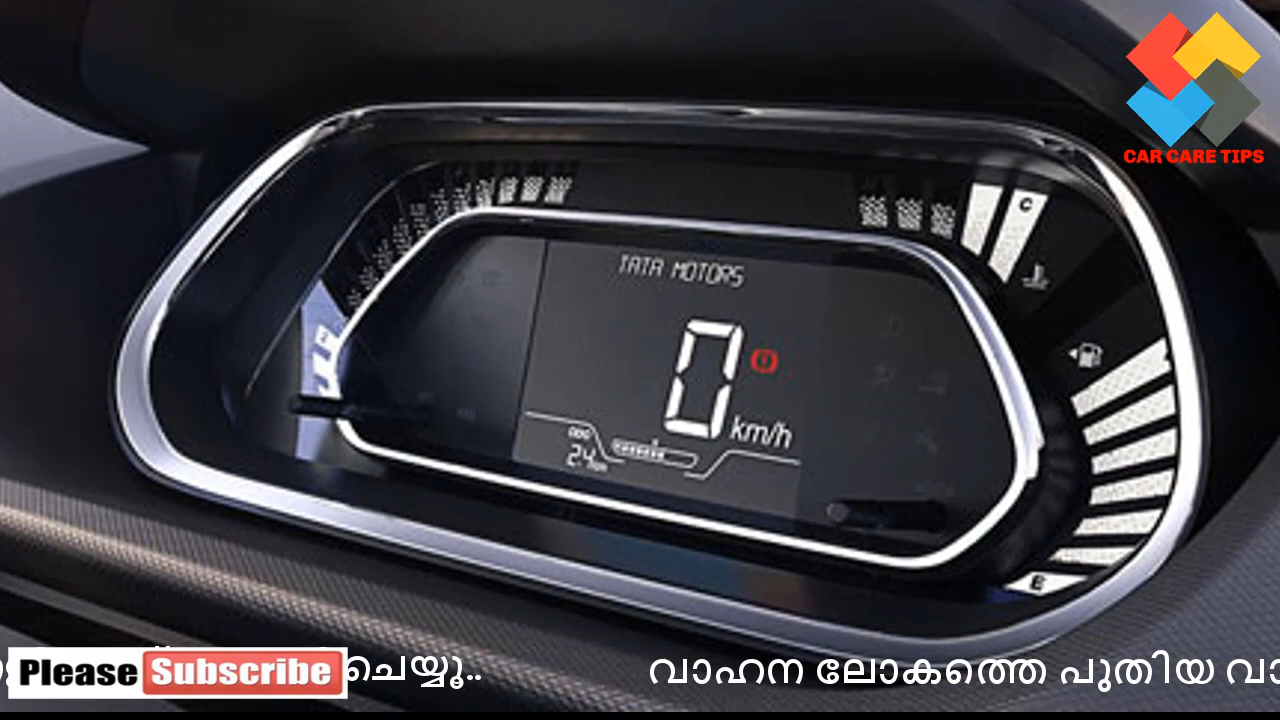 CAR CARE TIPS
C
TATA MOTORS
0
km/h
E
Please Subscribe
ചെയ്യൂ..
വാഹന ലോകത്തെ പുതിയ